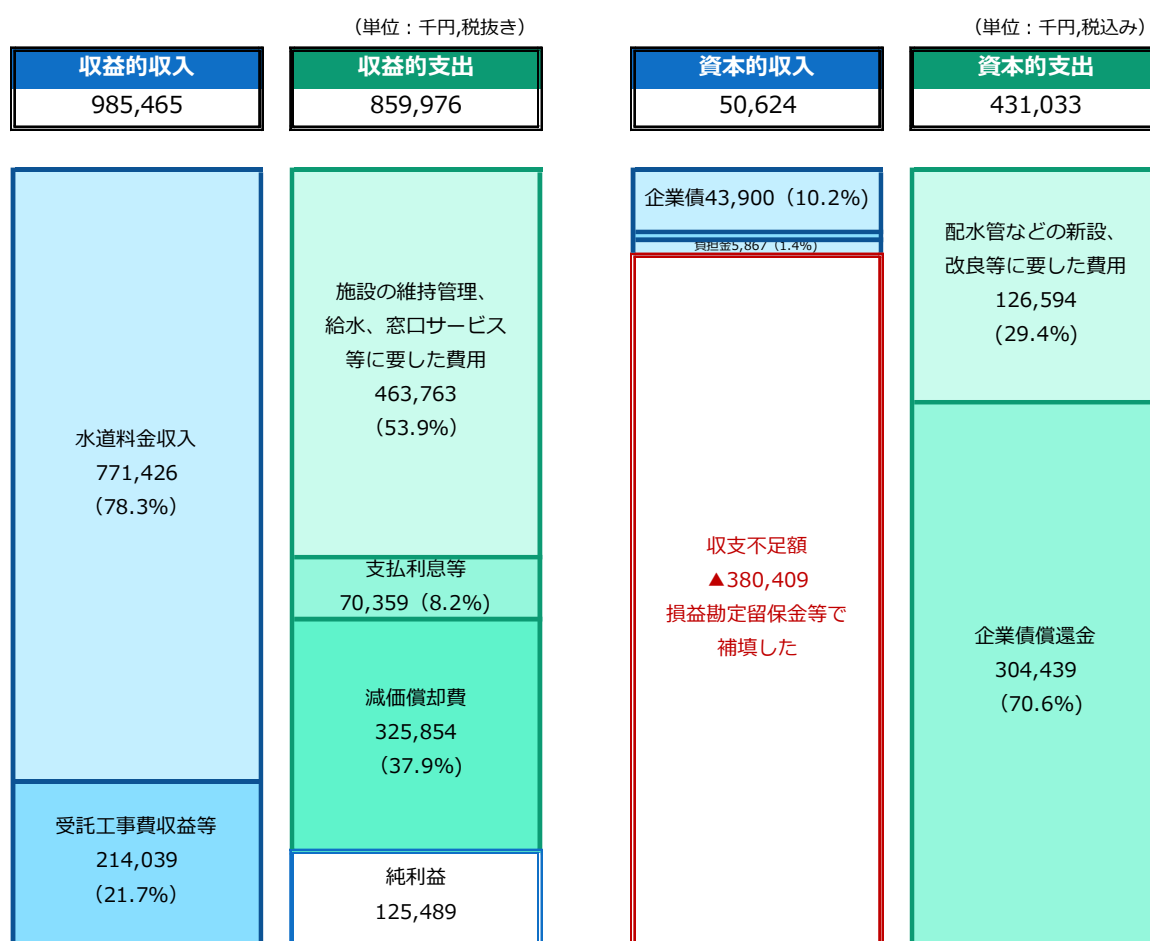 （単位：千円,税抜き）
（単位：千円,税込み）
収益的収入
985,465
収益的支出
859,976
資本的収入
50,624
資本的支出
431,033
水道料金収入
771,426
（78.3%）
受託工事費収益等
214,039
（21.7%）
施設の維持管理、
給水、窓口サービス
等に要した費用
463,763
（53.9%）
支払利息等
70,359（8.2%）
減価償却費
325,854
（37.9%）
純利益
125,489
企業債43,900（10.2%）
負担金5,867（1.4%）
収支不足額
▲380,409
損益勘定留保金等で
補填した
配水管などの新設、
改良等に要した費用
126,594
(29.4%)
企業債償還金
304,439
（70.6%）